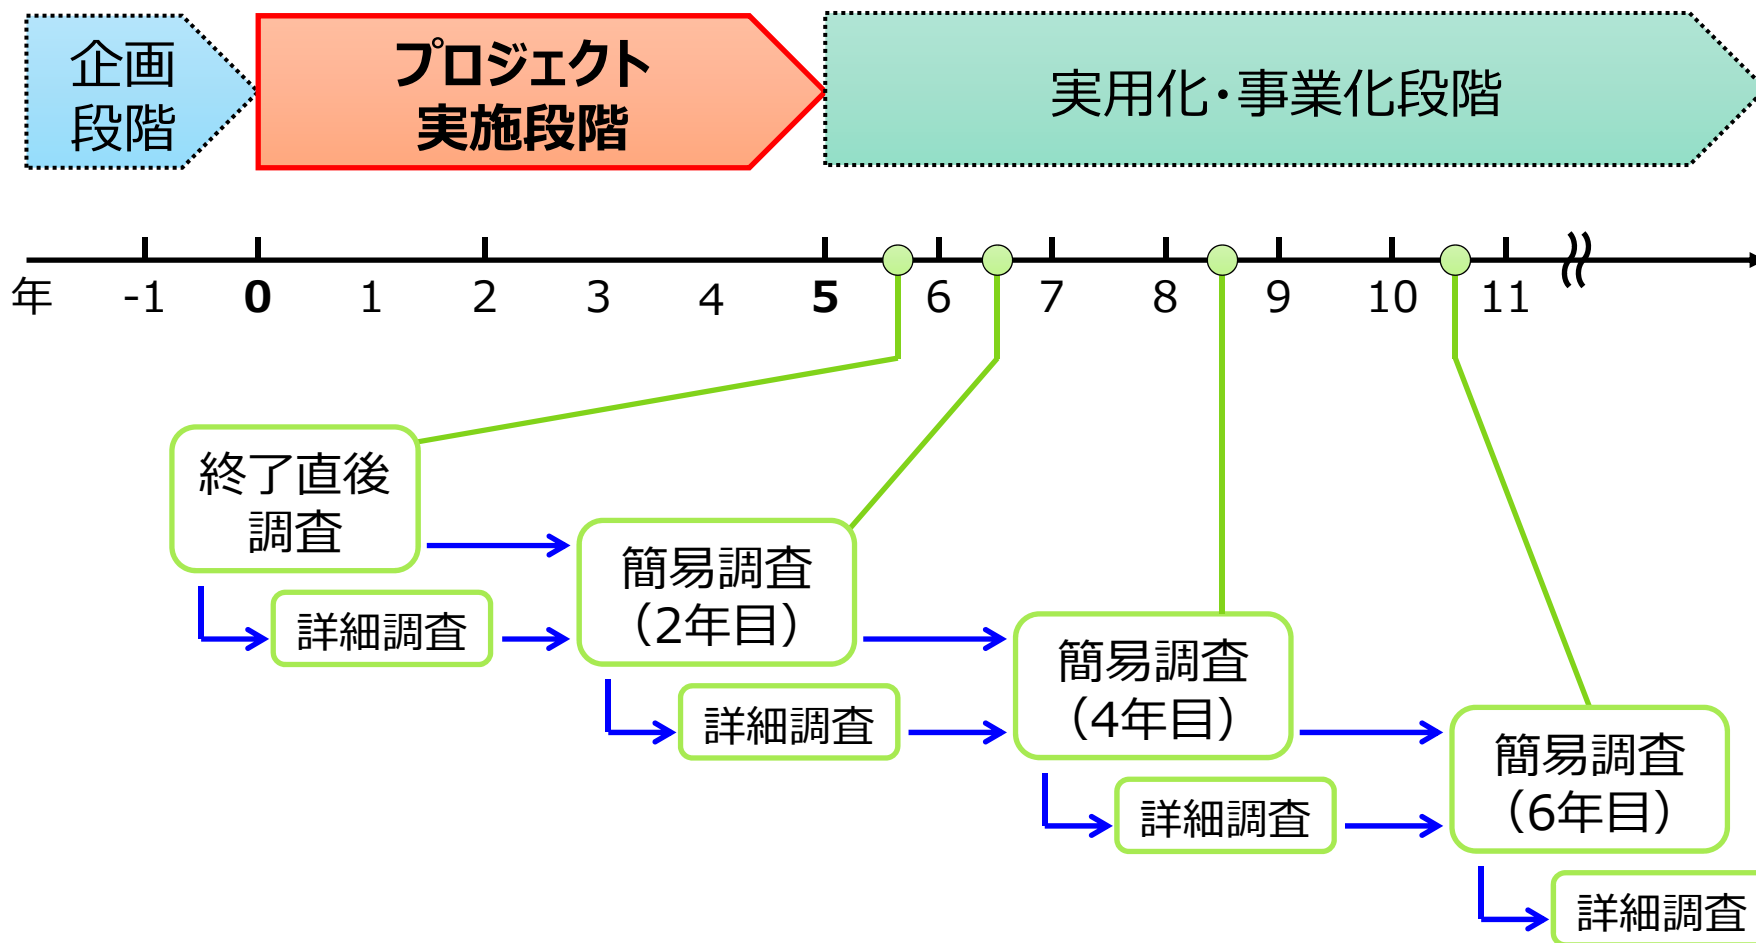 企画
段階
プロジェクト
実施段階
実用化・事業化段階
年 -1 0 1 2 3 4 5 6 7 8 9 10 11
終了直後
調査
詳細調査
簡易調査
（2年目）
詳細調査
簡易調査
（4年目）
詳細調査
簡易調査
（6年目）
詳細調査